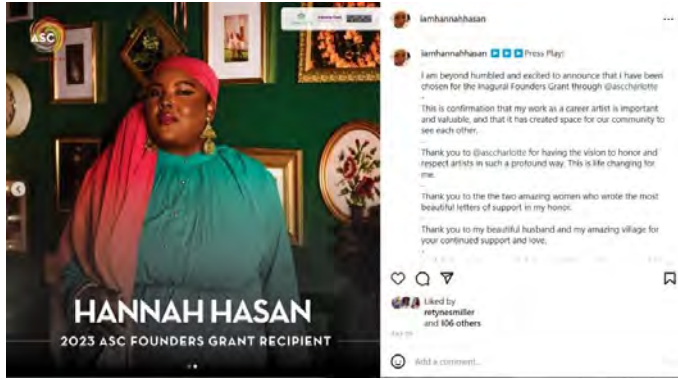 ASC
HANNAH HASAN
2023 ASC FOUNDERS GRANT RECIPIENT
iamhannahhasan
iamhannahhasan ▶️▶️▶️Press Play!
I am beyond humbled and excited to announce that I have been
chosen for the Inagural Founders Grant through @asccharlotte
-
This is confirmation that my work as a career artist is important
and valuable, and that it has created space for our community to
see each other.
-
Thank you to @asccharlotte for having the vision to honor and
respect artists in such a profound way. This is life changing for
me.
-
Thank you to the the two amazing women who wrote the most
beautiful letters of support in my honor.
-
Thank you to my beautiful husband and my amazing village for
your continued support and love.
-
Liked by
retynesmiller
and 106 others
Add a comment...